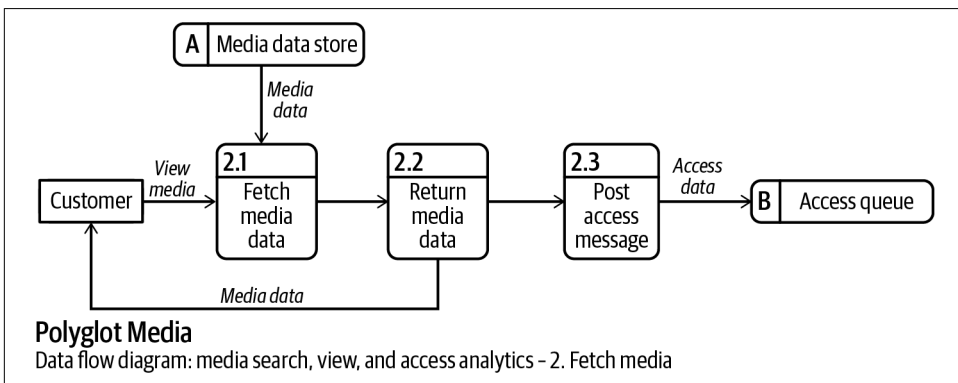 A Media data store
Media
data
View
media
Customer
2.1
Fetch
media
data
2.2
Return
media
data
2.3
Post
access
message
Access
data
B Access queue
Media data
Polyglot Media
Data flow diagram: media search, view, and access analytics – 2. Fetch media